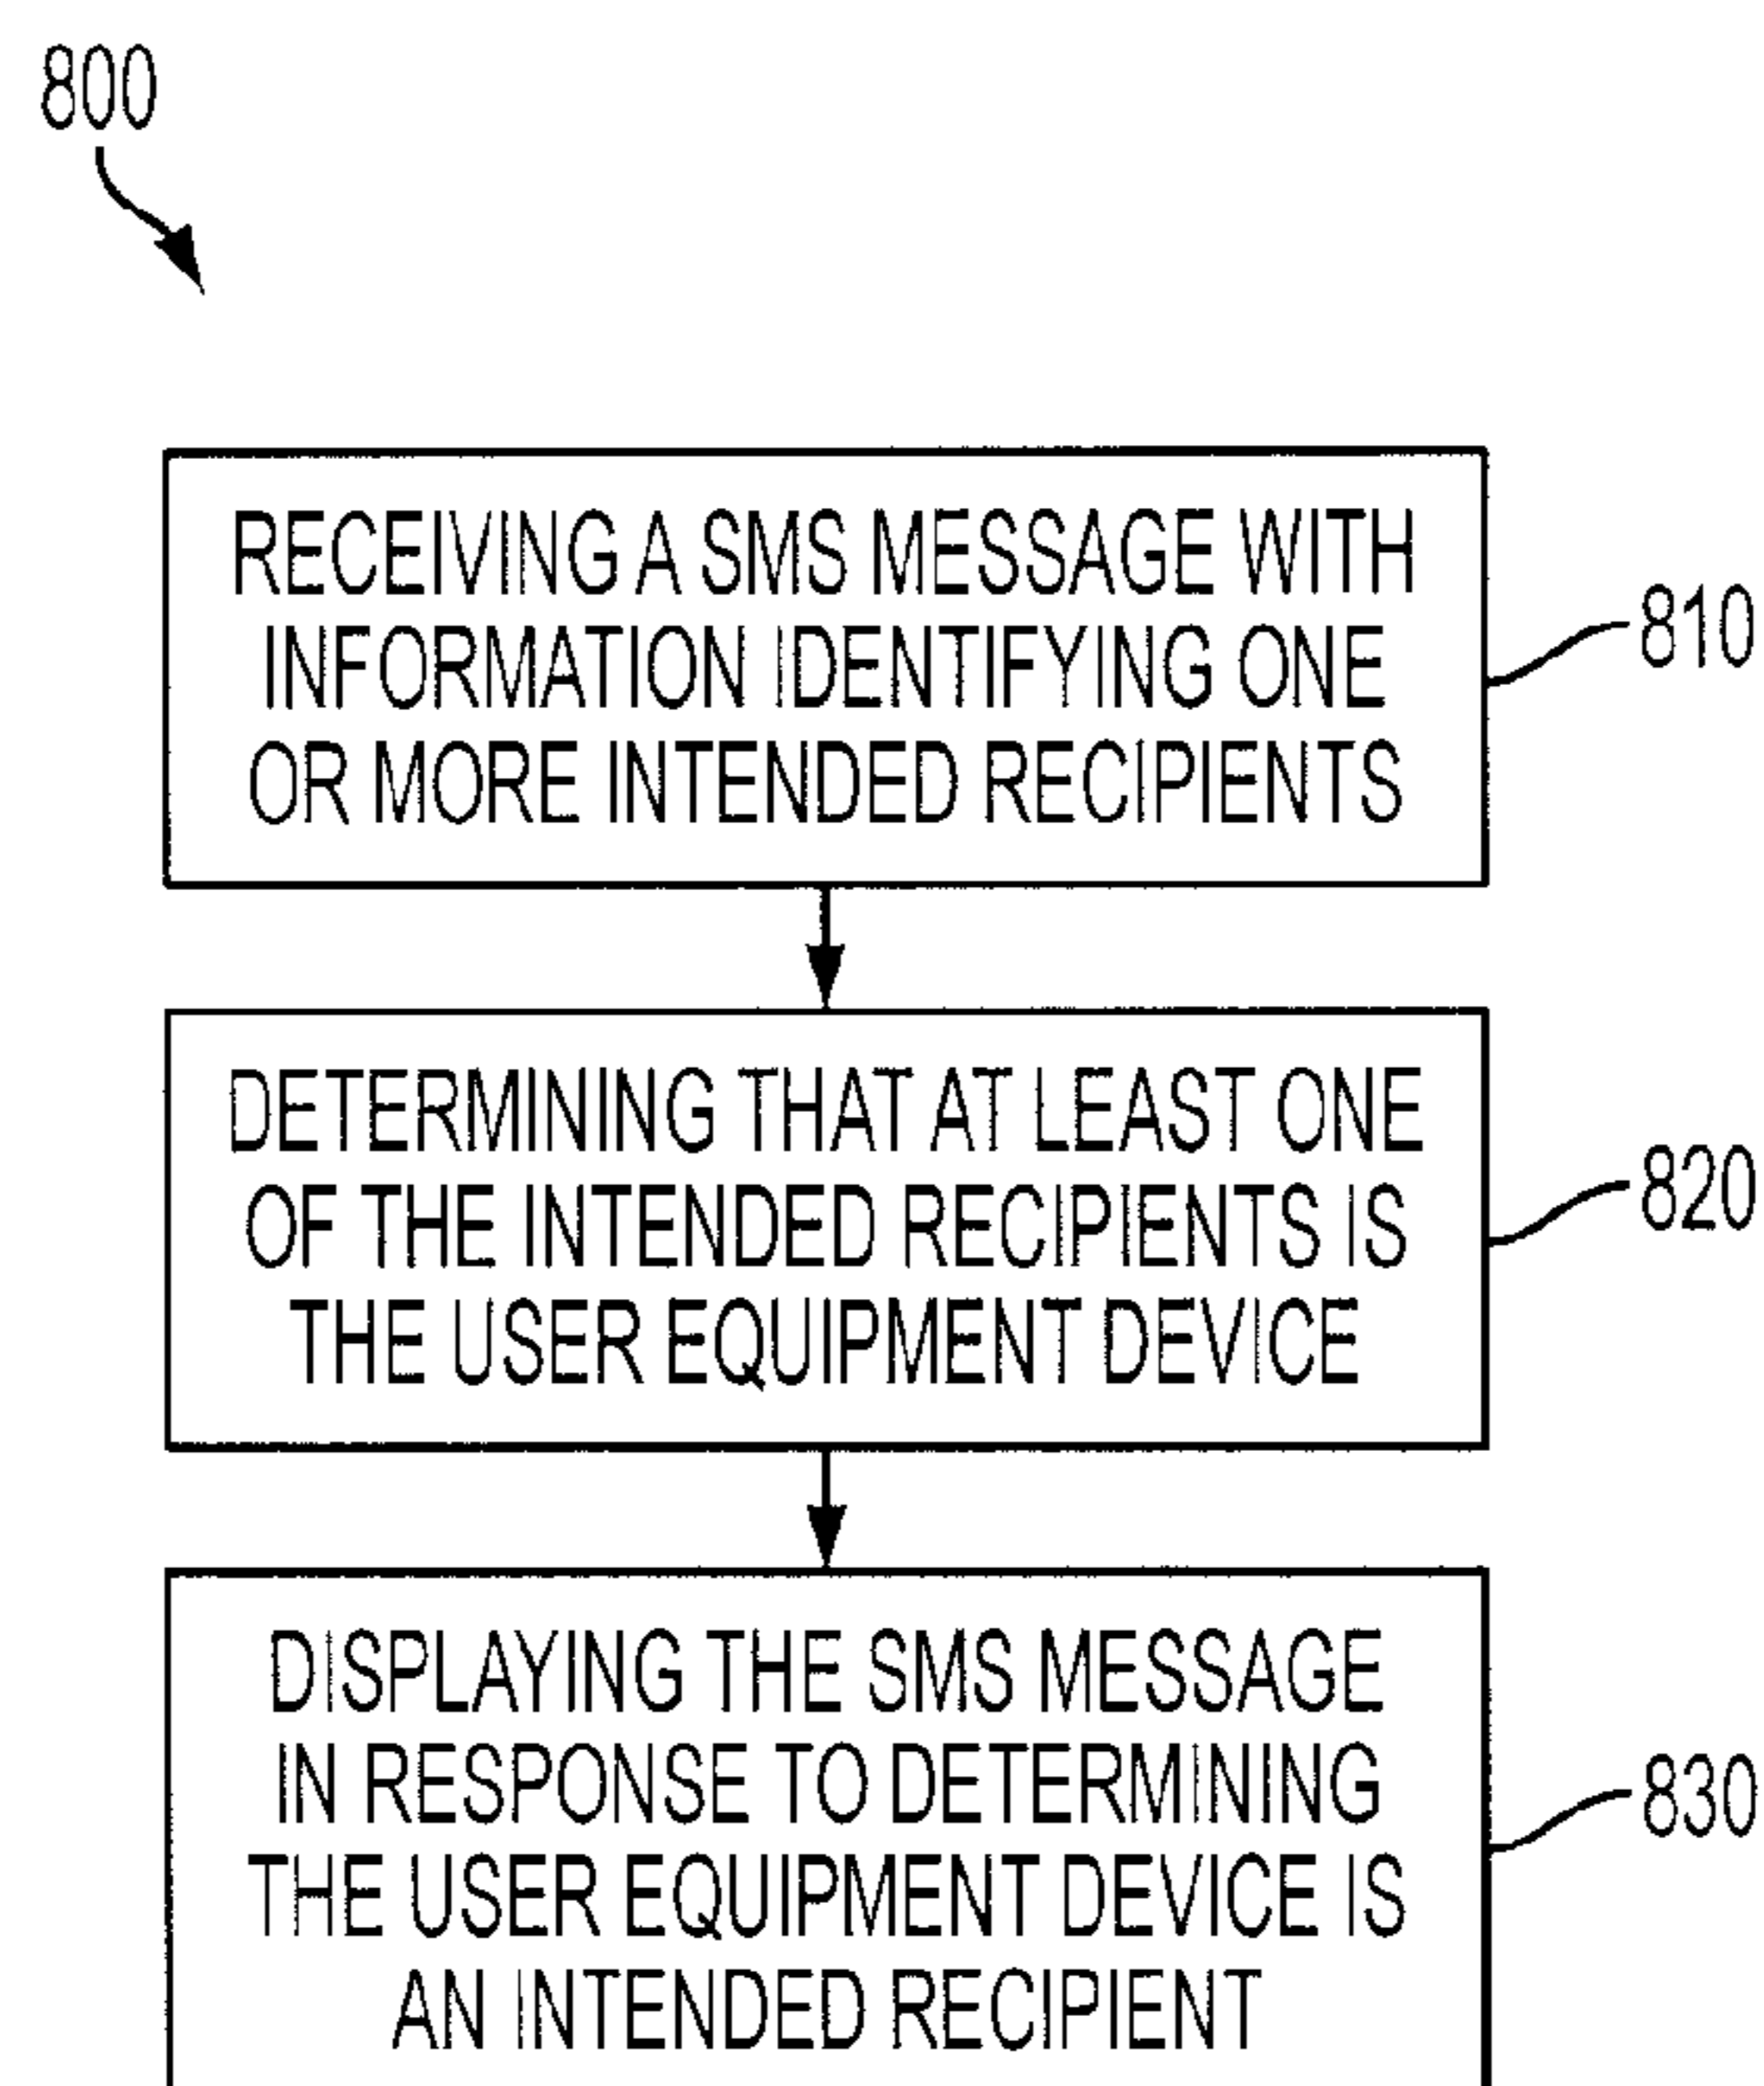 800
RECEIVING A SMS MESSAGE WITH
INFORMATION IDENTIFYING ONE
OR MORE INTENDED RECIPIENTS
810
DETERMINING THAT AT LEAST ONE
OF THE INTENDED RECIPIENTS IS
THE USER EQUIPMENT DEVICE
820
DISPLAYING THE SMS MESSAGE
IN RESPONSE TO DETERMINING
THE USER EQUIPMENT DEVICE IS
AN INTENDED RECIPIENT
830